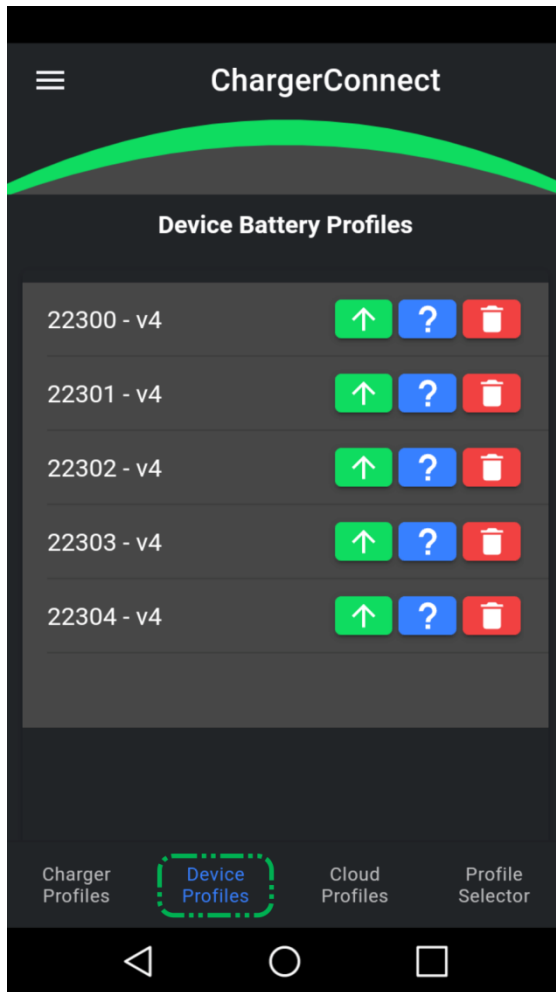 ChargerConnect
Device Battery Profiles
22300 - v4
?
22301 - v4
?
22302 - v4
?
22303 - v4
?
22304 - v4
?
Charger
Profiles
Device
Profiles
Cloud
Profiles
Profile
Selector